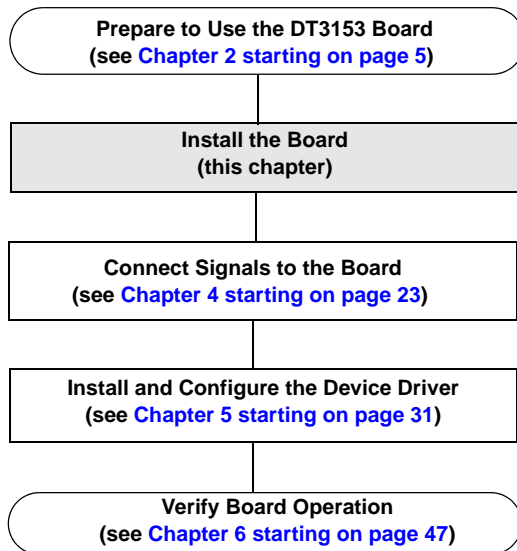 Prepare to Use the DT3153 Board
(see Chapter 2 starting on page 5)
Install the Board
(this chapter)
Connect Signals to the Board
(see Chapter 4 starting on page 23)
Install and Configure the Device Driver
(see Chapter 5 starting on page 31)
Verify Board Operation
(see Chapter 6 starting on page 47)